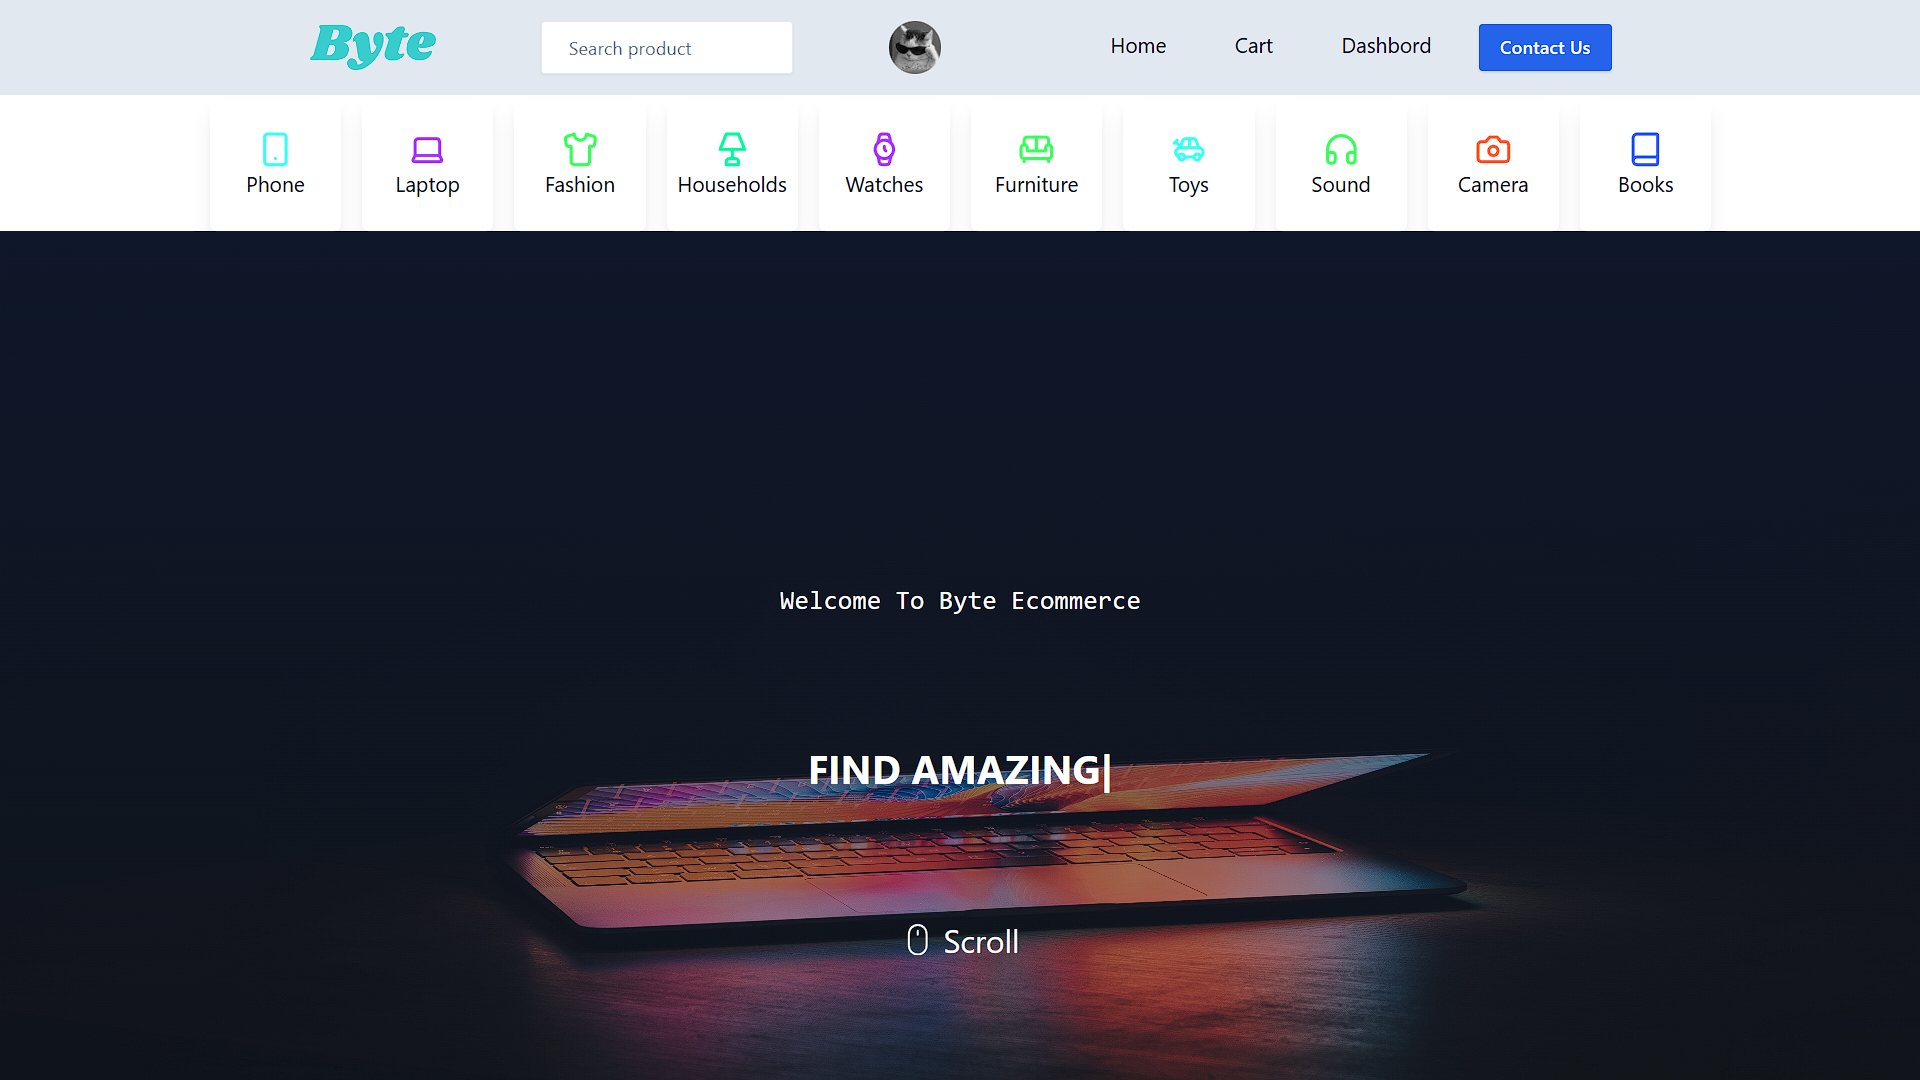 Byte
Search product
Home
Cart
Dashbord
Contact Us
Phone
Laptop
Fashion
Households
Watches
Furniture
Toys
Sound
Camera
Books
Welcome To Byte Ecommerce
FIND AMAZING|
Scroll